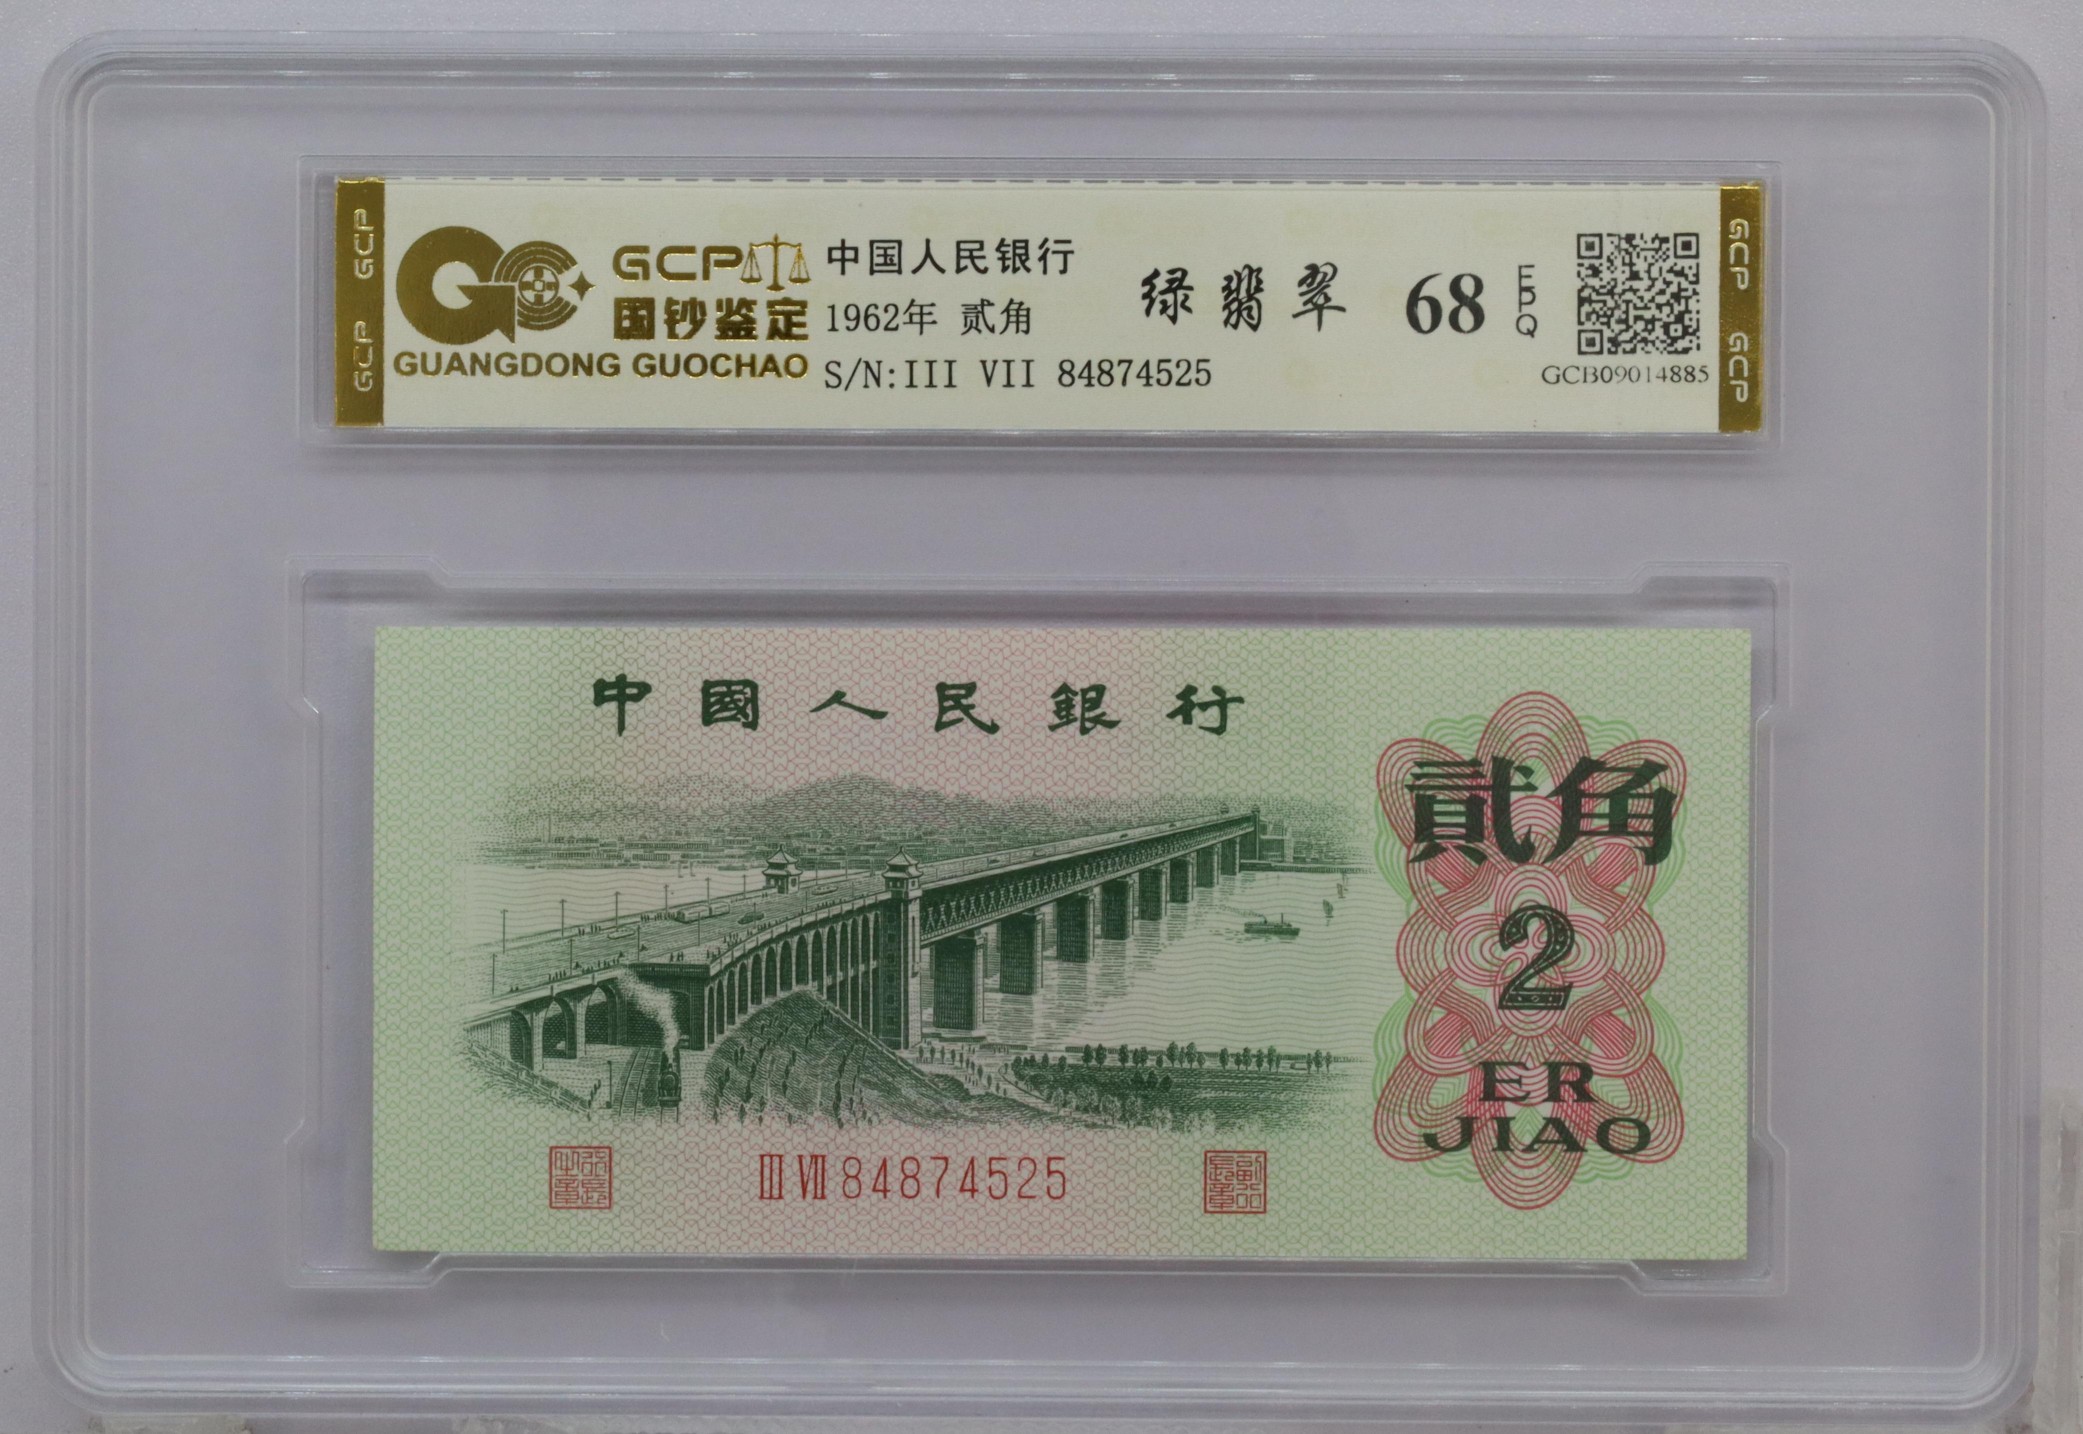 GCP GCP
GCP
国钞鉴定
GUANGDONG GUOCHAO
中国人民银行
1962年 贰角
S/N:III VII 84874525
绿翡翠
68
EPQ
GCB09014885
GCP GCP
中國人民銀行
貳角
2
ER
JIAO
III VII 84874525